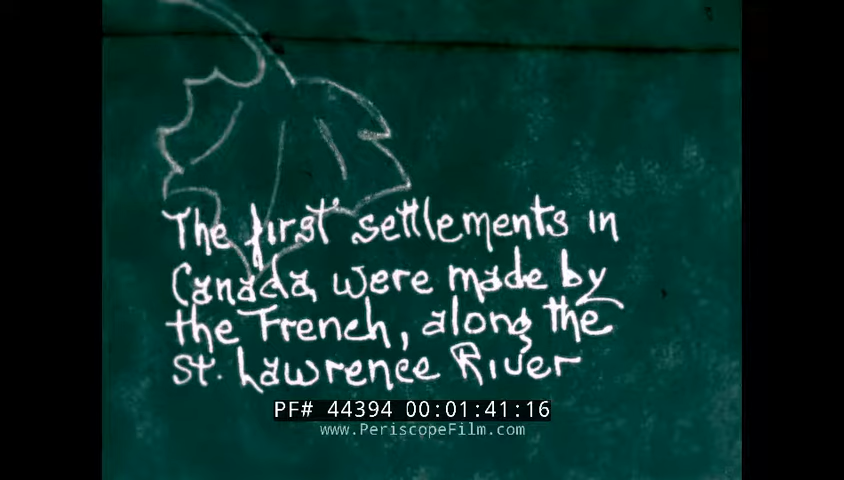 The first settlements in
Canada were made by
the French, along the
St. Lawrence River
PF# 44394 00:01:41:16
www.PeriscopeFilm.com